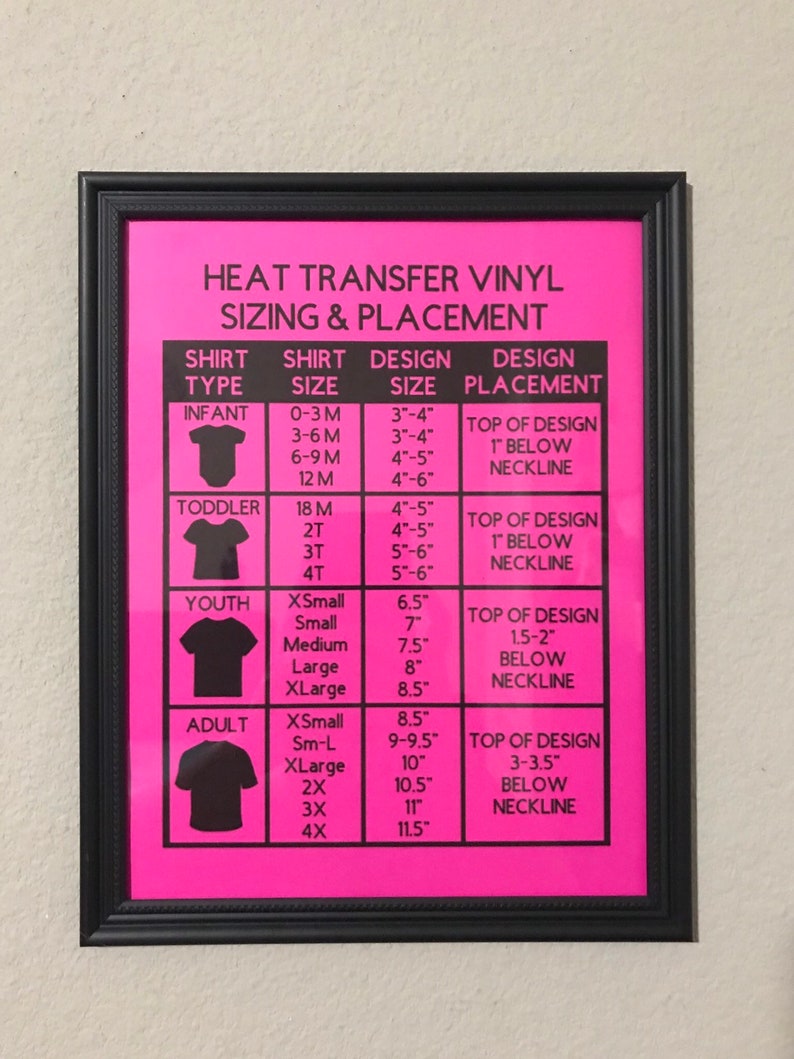 HEAT TRANSFER VINYL
SIZING & PLACEMENT
SHIRT TYPE
SHIRT SIZE
DESIGN SIZE
DESIGN PLACEMENT
INFANT
0-3 M
3"-4"
3-6 M
3"-4"
6-9 M
4"-5"
12 M
4"-6"
TOP OF DESIGN
1" BELOW
NECKLINE
TODDLER
18 M
4"-5"
2T
4"-5"
3T
5"-6"
4T
5"-6"
TOP OF DESIGN
1" BELOW
NECKLINE
YOUTH
XSmall
6.5"
Small
7"
Medium
7.5"
Large
8"
XLarge
8.5"
TOP OF DESIGN
1.5-2"
BELOW
NECKLINE
ADULT
XSmall
8.5"
Sm-L
9-9.5"
XLarge
10"
2X
10.5"
3X
11"
4X
11.5"
TOP OF DESIGN
3-3.5"
BELOW
NECKLINE